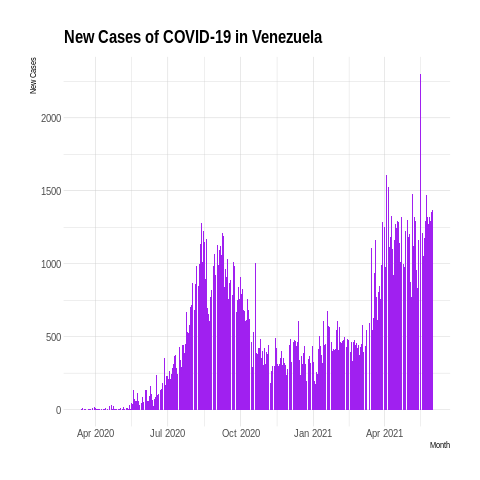 New Cases of COVID-19 in Venezuela
New Cases
2000
1500
1000
500
0
Apr 2020 Jul 2020 Oct 2020 Jan 2021 Apr 2021
Month